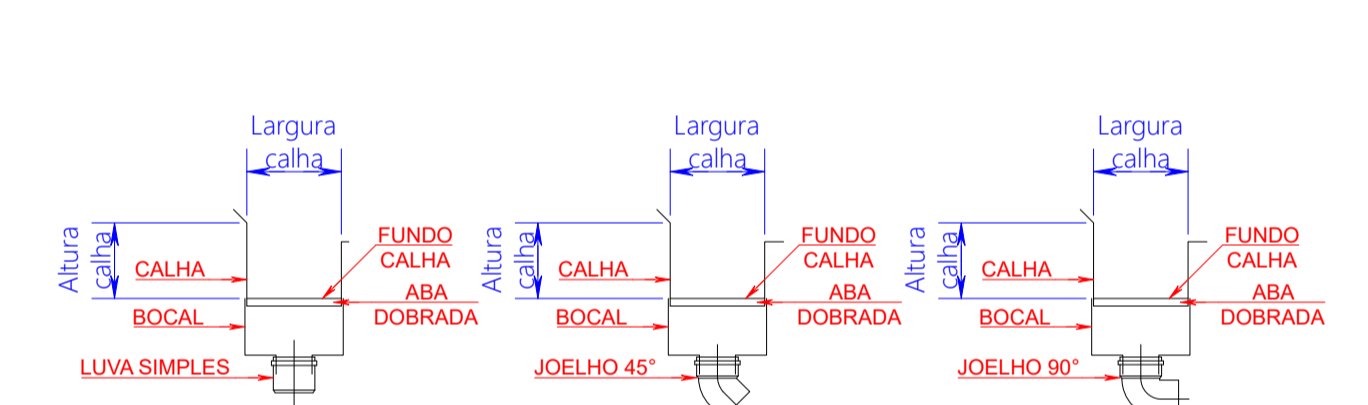 Largura
calha
Altura
calha
FUNDO
CALHA
CALHA
ABA
DOBRADA
BOCAL
LUVA SIMPLES
Largura
calha
Altura
calha
FUNDO
CALHA
CALHA
ABA
DOBRADA
BOCAL
JOELHO 45°
Largura
calha
Altura
calha
FUNDO
CALHA
CALHA
ABA
DOBRADA
BOCAL
JOELHO 90°